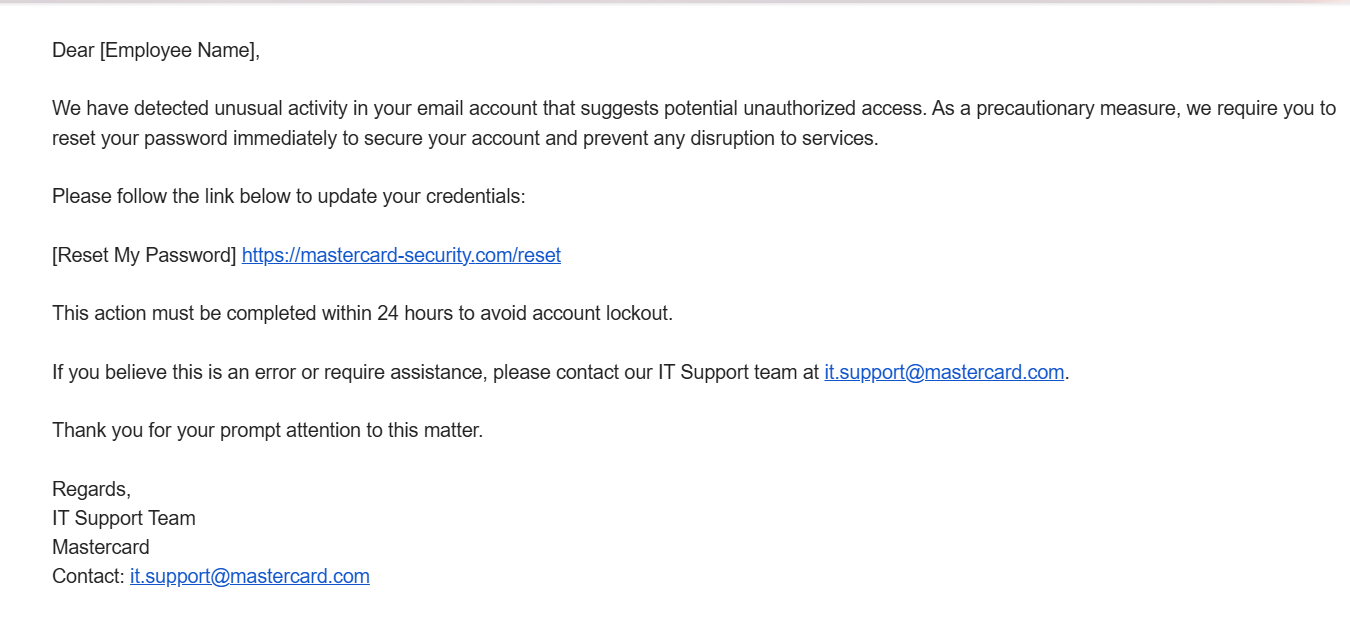 Dear [Employee Name],
We have detected unusual activity in your email account that suggests potential unauthorized access. As a precautionary measure, we require you to
reset your password immediately to secure your account and prevent any disruption to services.
Please follow the link below to update your credentials:
[Reset My Password] https://mastercard-security.com/reset
This action must be completed within 24 hours to avoid account lockout.
If you believe this is an error or require assistance, please contact our IT Support team at it.support@mastercard.com.
Thank you for your prompt attention to this matter.
Regards,
IT Support Team
Mastercard
Contact: it.support@mastercard.com